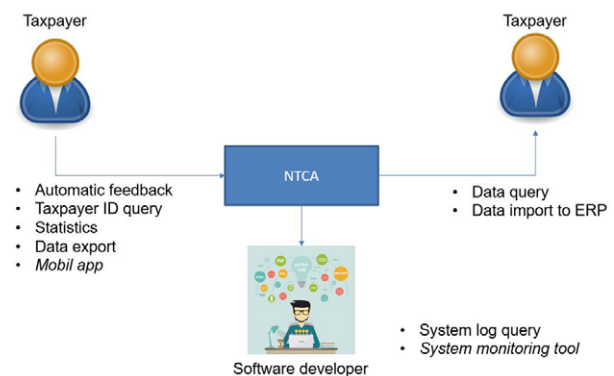 Taxpayer
Taxpayer
NTCA
• Automatic feedback
• Taxpayer ID query
• Statistics
• Data export
• Mobil app
• Data query
• Data import to ERP
• System log query
• System monitoring tool
Software developer